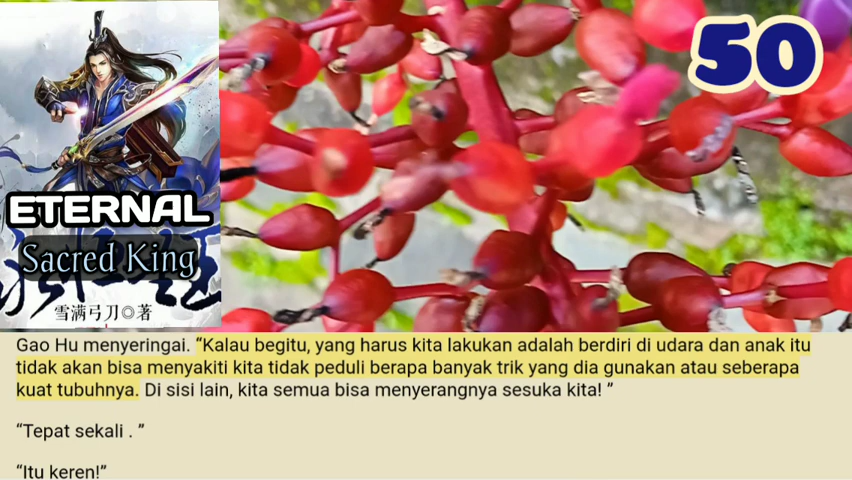 50
ETERNAL
Sacred King
雪满弓刀◎著
Gao Hu menyeringai. “Kalau begitu, yang harus kita lakukan adalah berdiri di udara dan anak itu
tidak akan bisa menyakiti kita tidak peduli berapa banyak trik yang dia gunakan atau seberapa
kuat tubuhnya. Di sisi lain, kita semua bisa menyerangnya sesuka kita! ”
“Tepat sekali . ”
“Itu keren!”